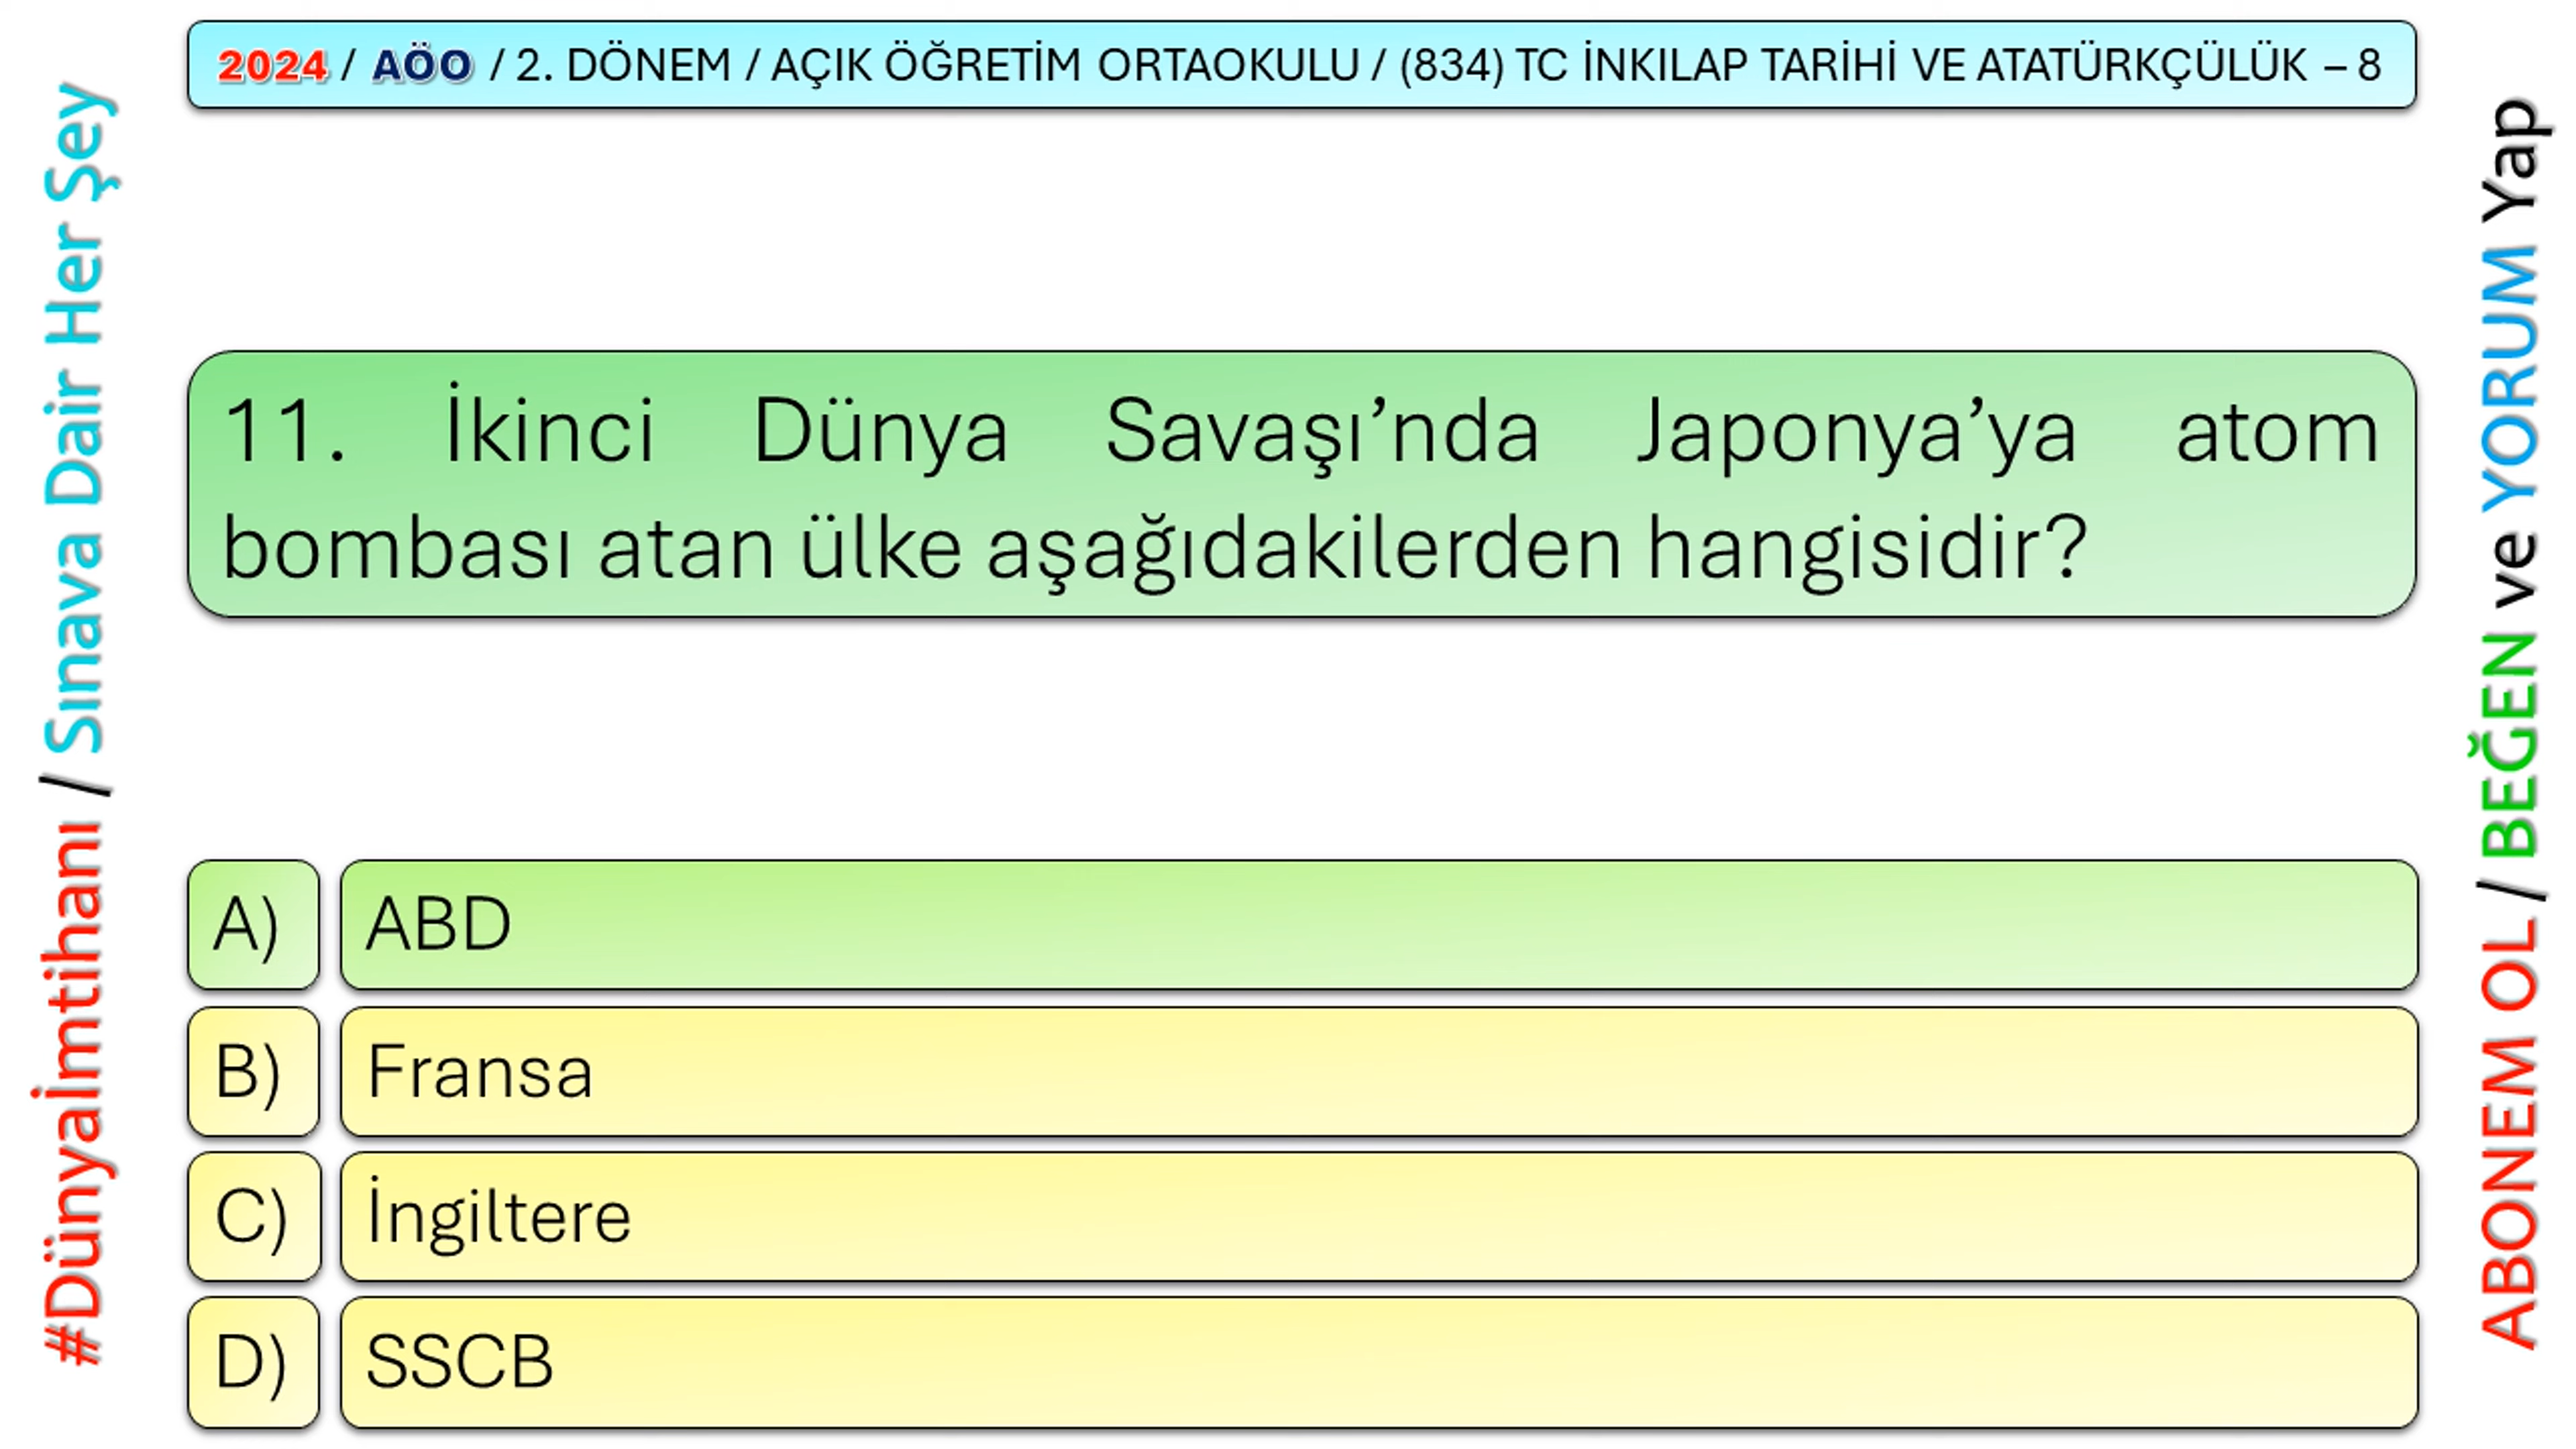 2024 / AÖO / 2. DÖNEM / AÇIK ÖĞRETİM ORTAOKULU / (834) TC İNKILAP TARİHİ VE ATATÜRKÇÜLÜK – 8
#Dünyaİmtihanı / Sınava Dair Her Şey
11. İkinci Dünya Savaşı’nda Japonya’ya atom
bombası atan ülke aşağıdakilerden hangisidir?
A) ABD
B) Fransa
C) İngiltere
D) SSCB
ABONEM OL / BEĞEN ve YORUM Yap